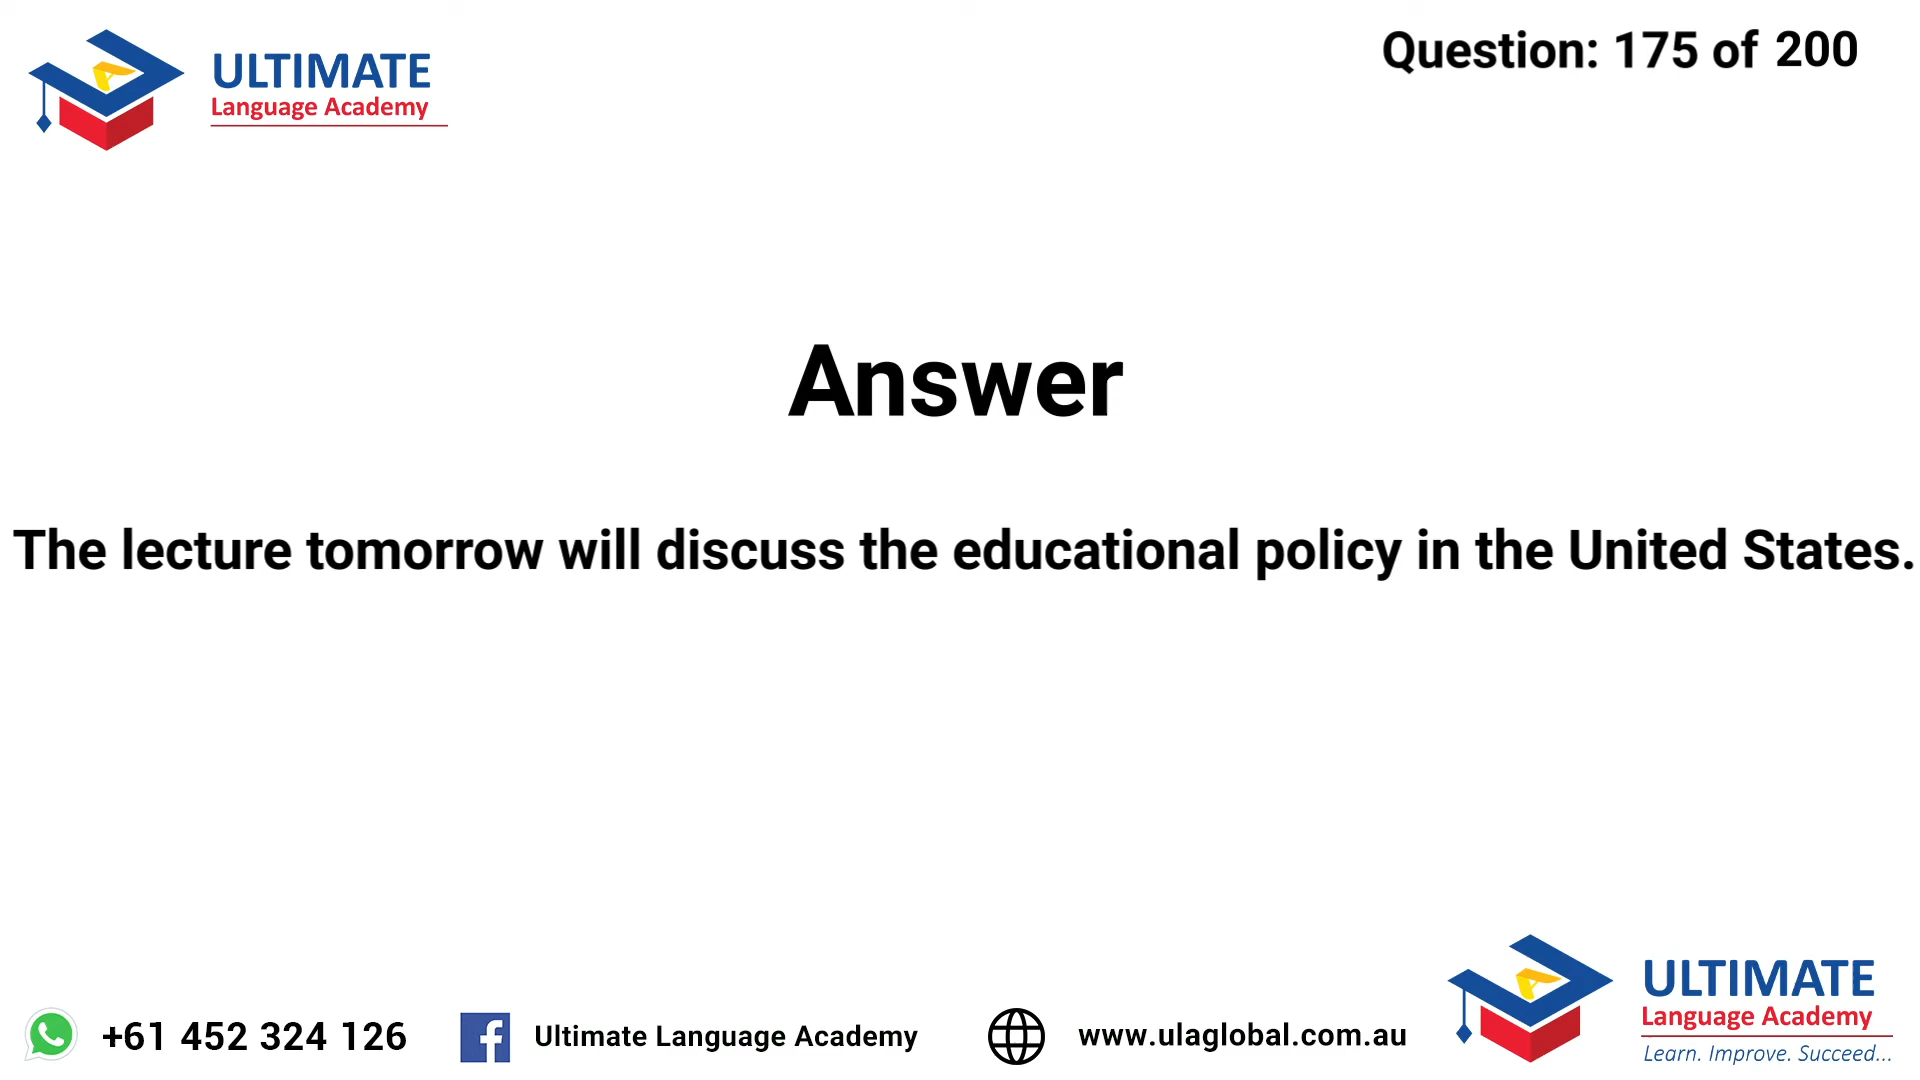 ULTIMATE
Language Academy
Question: 175 of 200
Answer
The lecture tomorrow will discuss the educational policy in the United States.
+61 452 324 126
Ultimate Language Academy
www.ulaglobal.com.au
ULTIMATE
Language Academy
Learn. Improve. Succeed...